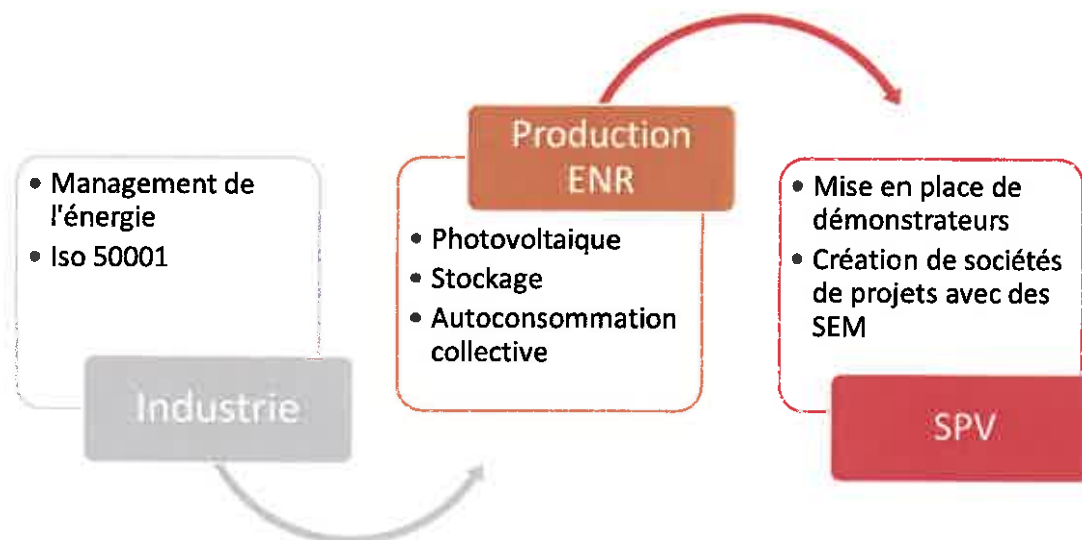 • Management de
l'énergie
• Iso 50001
Industrie
Production
ENR
• Photovoltaique
• Stockage
• Autoconsommation
collective
• Mise en place de
démonstrateurs
• Création de sociétés
de projets avec des
SEM
SPV